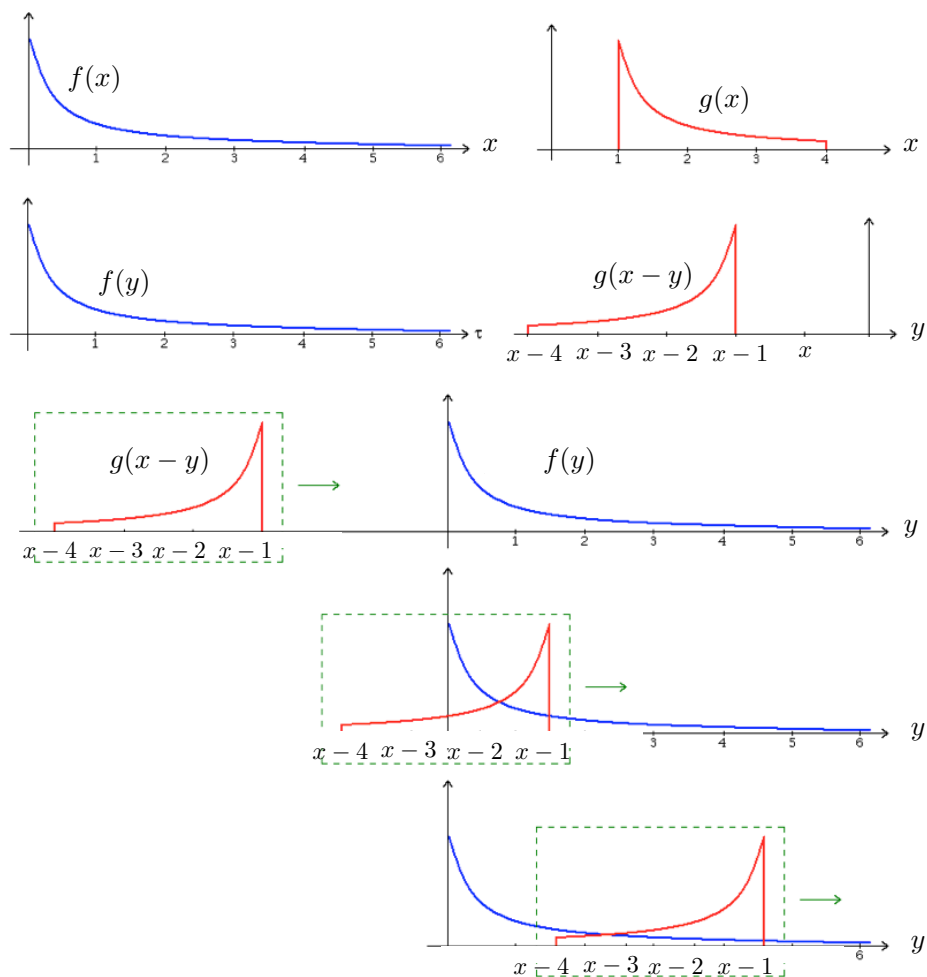 f(x)
x
1 2 3 4 5 6
g(x)
x
1 2 3 4
f(y)
τ
1 2 3 4 5 6
g(x − y)
y
x − 4 x − 3 x − 2 x − 1 x
g(x − y)
f(y)
y
x − 4 x − 3 x − 2 x − 1
1 2 3 4 5 6
y
x − 4 x − 3 x − 2 x − 1
3 4 5 6
y
x − 4 x − 3 x − 2 x − 1
6